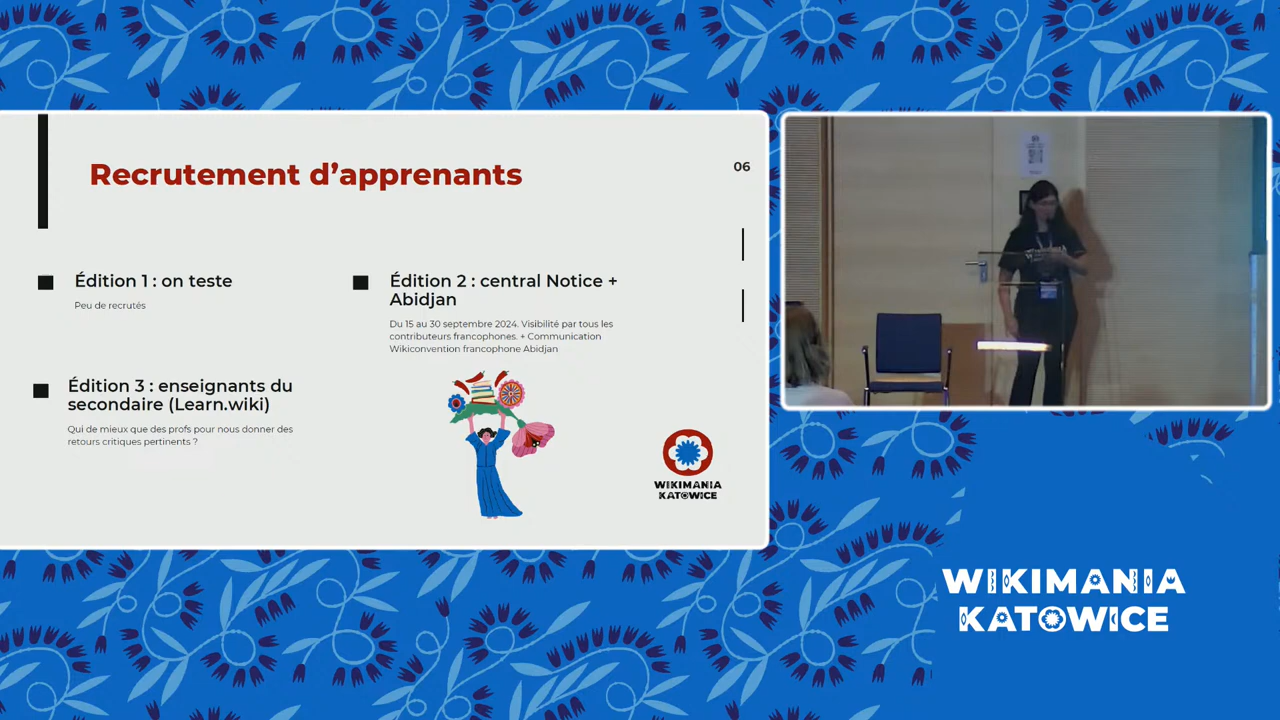 Recrutement d’apprenants
06
Édition 1 : on teste
Peu de recrutés
Édition 2 : central Notice +
Abidjan
Du 15 au 30 septembre 2024. Visibilité par tous les
contributeurs francophones. + Communication
Wikiconvention francophone Abidjan
Édition 3 : enseignants du
secondaire (Learn.wiki)
Qui de mieux que des profs pour nous donner des
retours critiques pertinents ?
WIKIMANIA
KATOWICE
WIKIMANIA
KATOWICE